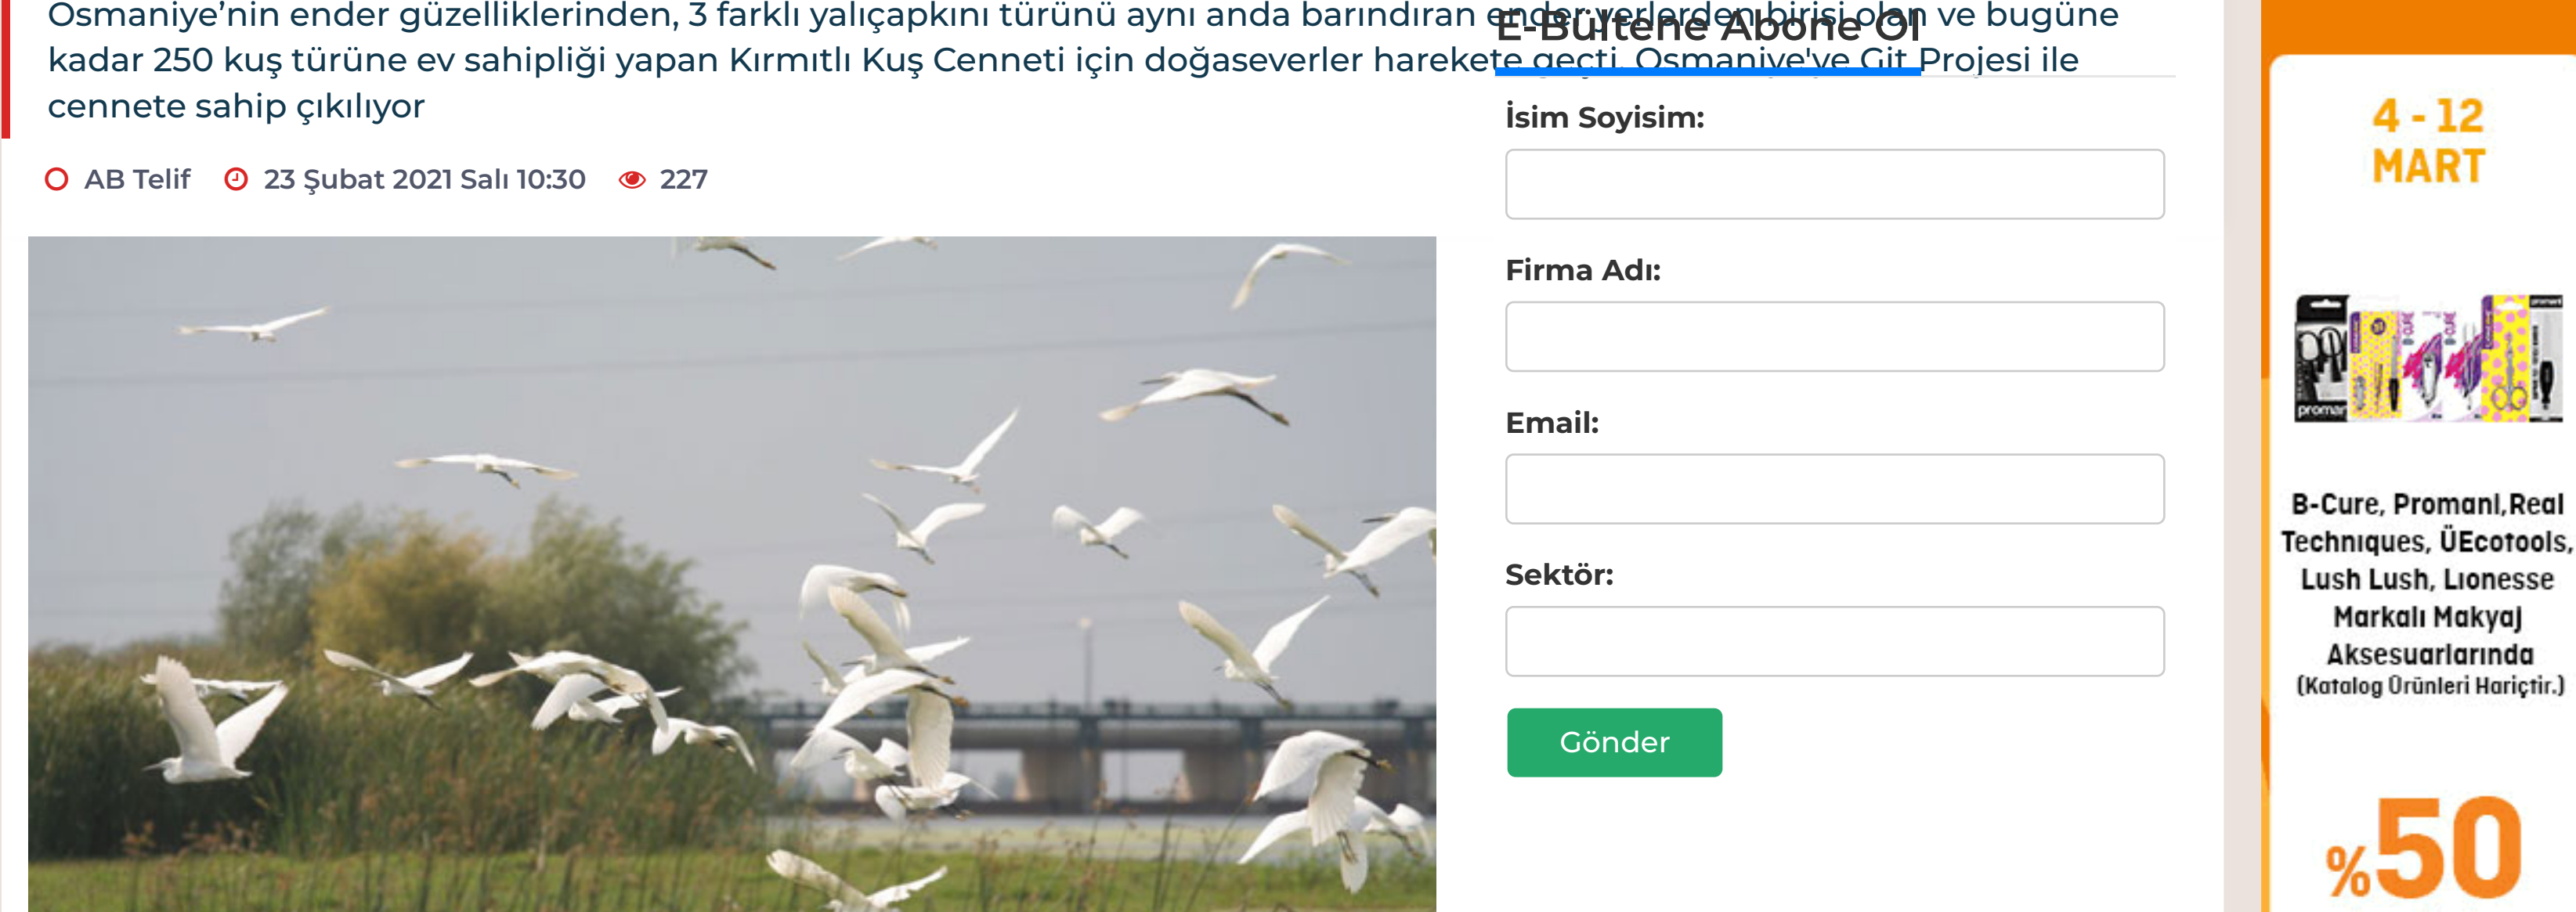 Osmaniye’nin ender güzelliklerinden, 3 farklı yalıçapkını türünü aynı anda barındıran ender yerlerden birisi olan ve bugüne
kadar 250 kuş türüne ev sahipliği yapan Kırmıtlı Kuş Cenneti için doğaseverler harekete geçti. Osmaniye'ye Git Projesi ile
cennete sahip çıkılıyor
AB Telif 23 Şubat 2021 Salı 10:30 227
E-Bültene Abone Ol
İsim Soyisim:
Firma Adı:
Email:
Sektör:
Gönder
4 - 12
MART
B-Cure, Promanl,Real
Technıques, ÜEcotools,
Lush Lush, Lıonesse
Markalı Makyaj
Aksesuarlarında
(Katalog Ürünleri Hariçtir.)
%50